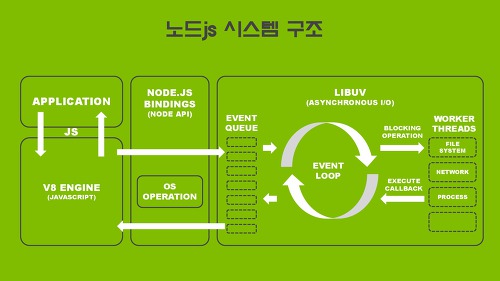 노드js 시스템 구조
APPLICATION
JS
V8 ENGINE
(JAVASCRIPT)
NODE.JS
BINDINGS
(NODE API)
OS
OPERATION
LIBUV
(ASYNCHRONOUS I/O)
EVENT
QUEUE
EVENT
LOOP
BLOCKING
OPERATION
EXECUTE
CALLBACK
WORKER
THREADS
FILE
SYSTEM
NETWORK
PROCESS